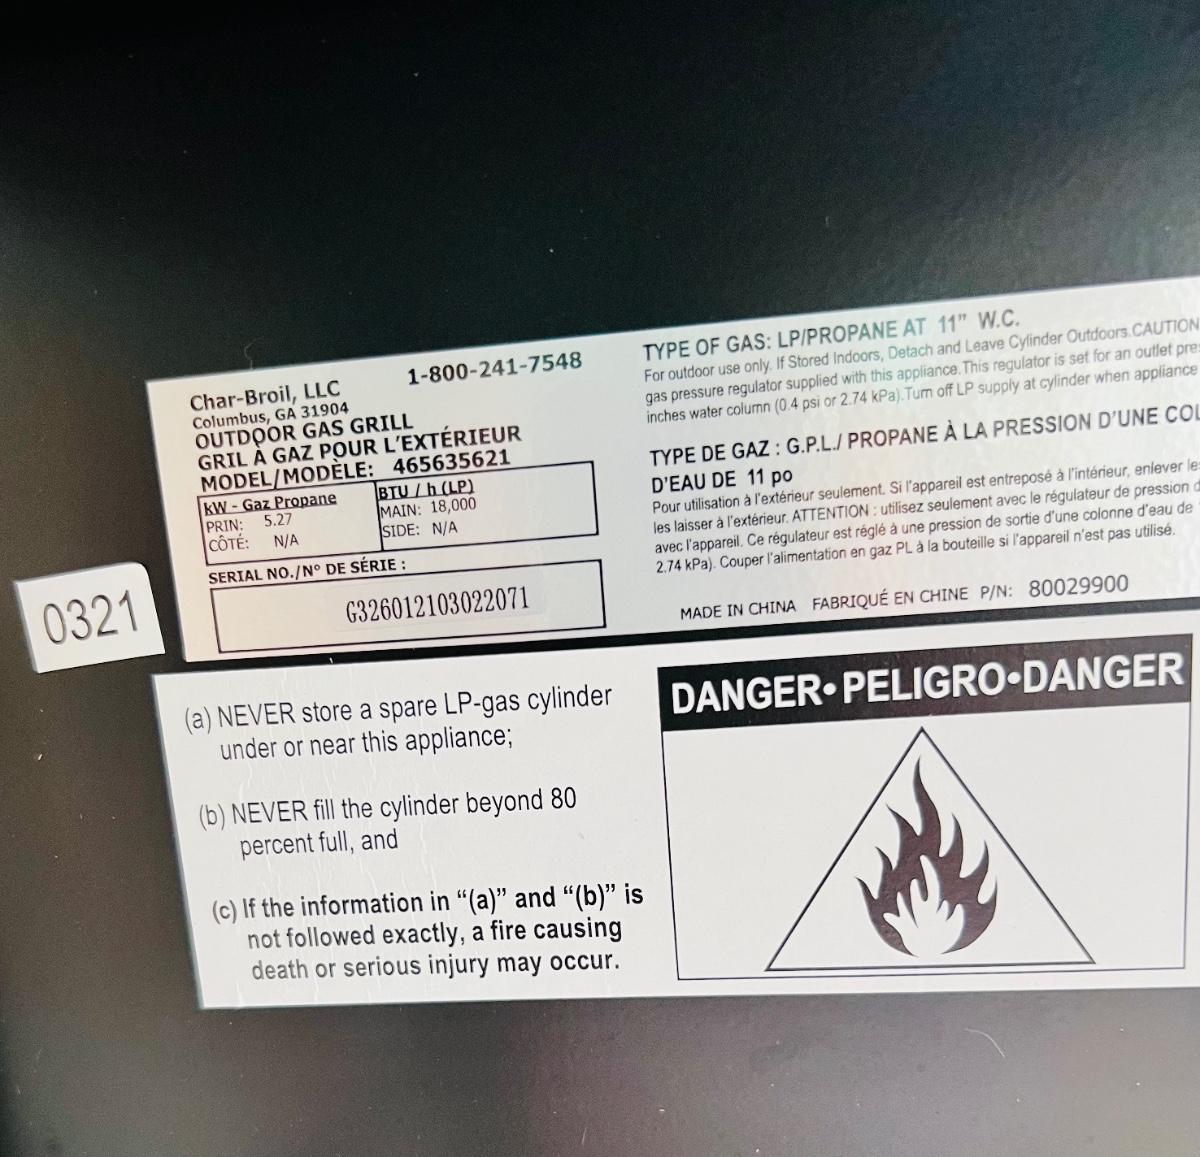 Char-Broil, LLC
1-800-241-7548
Columbus, GA 31904
OUTDOOR GAS GRILL
GRIL À GAZ POUR L'EXTÉRIEUR
MODEL/MODÈLE: 465635621
kW - Gaz Propane
PRIN: 5.27
CÔTÉ: N/A
BTU / h (LP)
MAIN: 18,000
SIDE: N/A
SERIAL NO./N° DE SÉRIE :
G326012103022071
TYPE OF GAS: LP/PROPANE AT 11" W.C.
For outdoor use only. If Stored Indoors, Detach and Leave Cylinder Outdoors.CAUTION
gas pressure regulator supplied with this appliance.This regulator is set for an outlet
inches water column (0.4 psi or 2.74 kPa).Turn off LP supply at cylinder when appliance
TYPE DE GAZ : G.P.L./ PROPANE À LA PRESSION D'UNE
D'EAU DE 11 po
Pour utilisation à l'extérieur seulement. Si l'appareil est entreposé à l'intérieur, enlever
les laisser à l'extérieur. ATTENTION : utilisez seulement avec le régulateur de pression
avec l'appareil. Ce régulateur est réglé à une pression de sortie d'une colonne d'eau de
2.74 kPa). Couper l'alimentation en gaz PL à la bouteille si l'appareil n'est pas utilisé.
MADE IN CHINA FABRIQUÉ EN CHINE P/N: 80029900
0321
(a) NEVER store a spare LP-gas cylinder
under or near this appliance;
(b) NEVER fill the cylinder beyond 80
percent full, and
(c) If the information in "(a)" and "(b)" is
not followed exactly, a fire causing
death or serious injury may occur.
DANGER•PELIGRO•DANGER